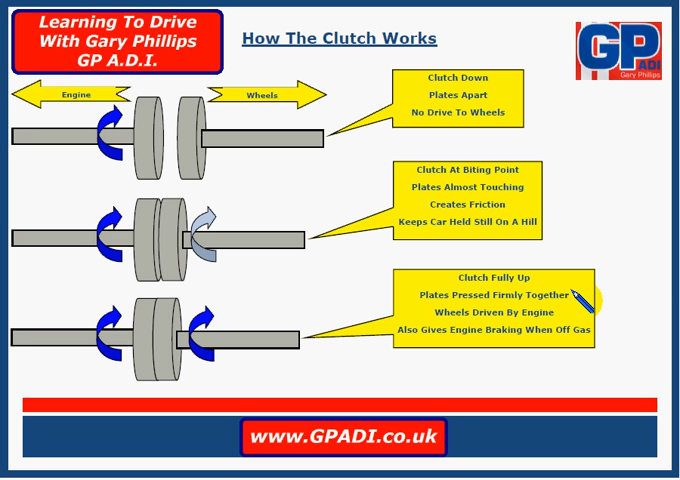 Learning To Drive
With Gary Phillips
GP A.D.I.
How The Clutch Works
GP
ADI
Gary Phillips
Engine
Wheels
Clutch Down
Plates Apart
No Drive To Wheels
Clutch At Biting Point
Plates Almost Touching
Creates Friction
Keeps Car Held Still On A Hill
Clutch Fully Up
Plates Pressed Firmly Together
Wheels Driven By Engine
Also Gives Engine Braking When Off Gas
www.GPADI.co.uk